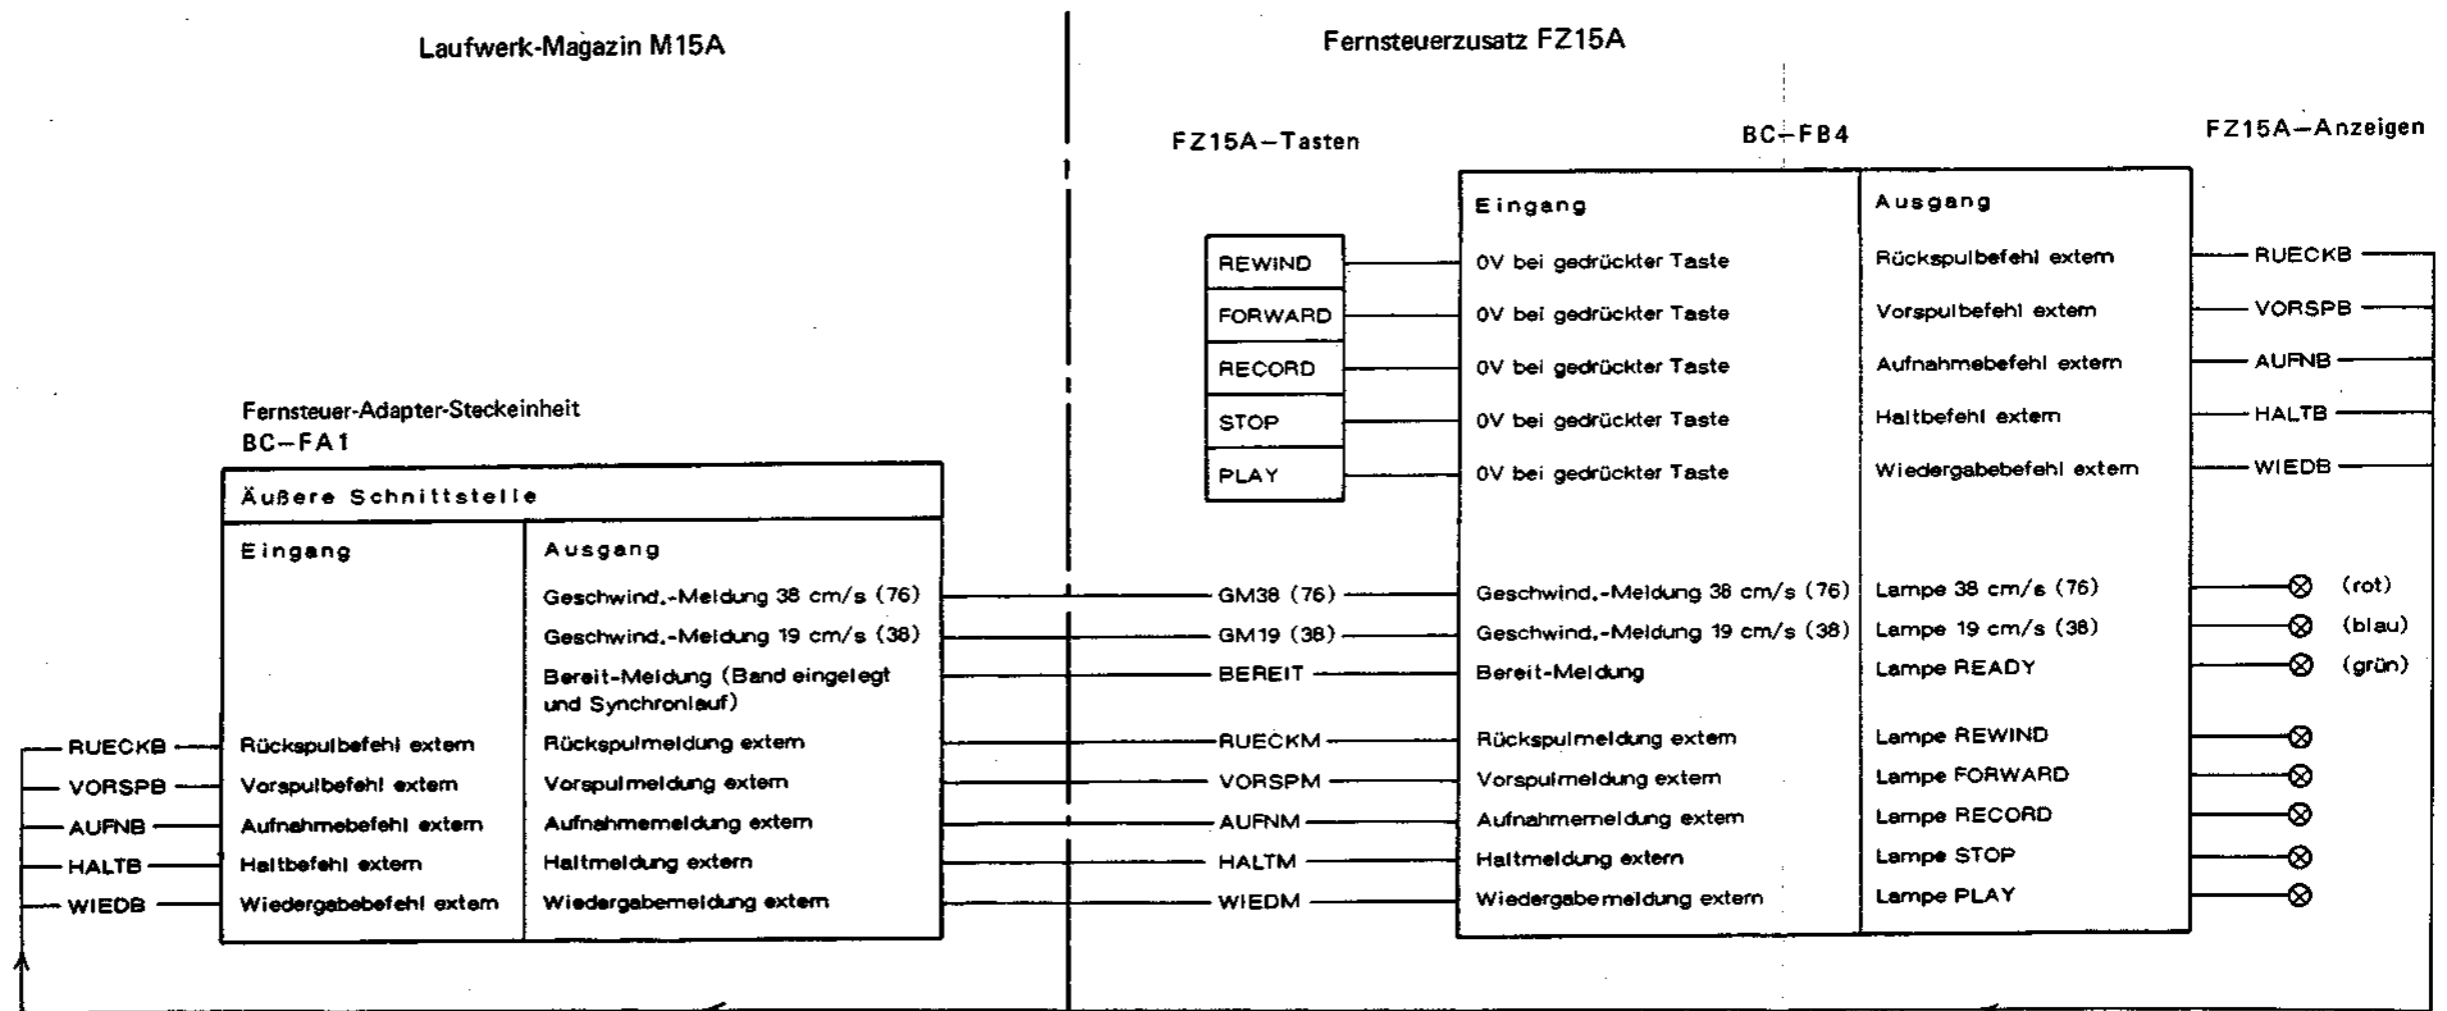 Laufwerk-Magazin M15A
Fernsteuerzusatz FZ15A
FZ15A—Tasten
BC—FB4
FZ15A—Anzeigen
Eingang
Ausgang
REWIND
0V bei gedrückter Taste
Rückspulbefehl extern
RUECKB
FORWARD
0V bei gedrückter Taste
Vorspulbefehl extern
VORSPB
RECORD
0V bei gedrückter Taste
Aufnahmebefehl extern
AUFNB
STOP
0V bei gedrückter Taste
Haltbefehl extern
HALTB
PLAY
0V bei gedrückter Taste
Wiedergabebefehl extern
WIEDB
Fernsteuer-Adapter-Steckeinheit
BC—FA1
Äußere Schnittstelle
Eingang
Ausgang
Geschwind.-Meldung 38 cm/s (76)
GM38 (76)
Geschwind.-Meldung 38 cm/s (76)
Lampe 38 cm/s (76)
(rot)
Geschwind.-Meldung 19 cm/s (38)
GM19 (38)
Geschwind.-Meldung 19 cm/s (38)
Lampe 19 cm/s (38)
(blau)
Bereit-Meldung (Band eingelegt
und Synchronlauf)
BEREIT
Bereit-Meldung
Lampe READY
(grün)
RUECKB
Rückspulbefehl extern
Rückspulmeldung extern
RUECKM
Rückspulmeldung extern
Lampe REWIND
VORSPB
Vorspulbefehl extern
Vorspulmeldung extern
VORSPM
Vorspulmeldung extern
Lampe FORWARD
AUFNB
Aufnahmebefehl extern
Aufnahmemeldung extern
AUFNM
Aufnahmemeldung extern
Lampe RECORD
HALTB
Haltbefehl extern
Haltmeldung extern
HALTM
Haltmeldung extern
Lampe STOP
WIEDB
Wiedergabebefehl extern
Wiedergabemeldung extern
WIEDM
Wiedergabemeldung extern
Lampe PLAY